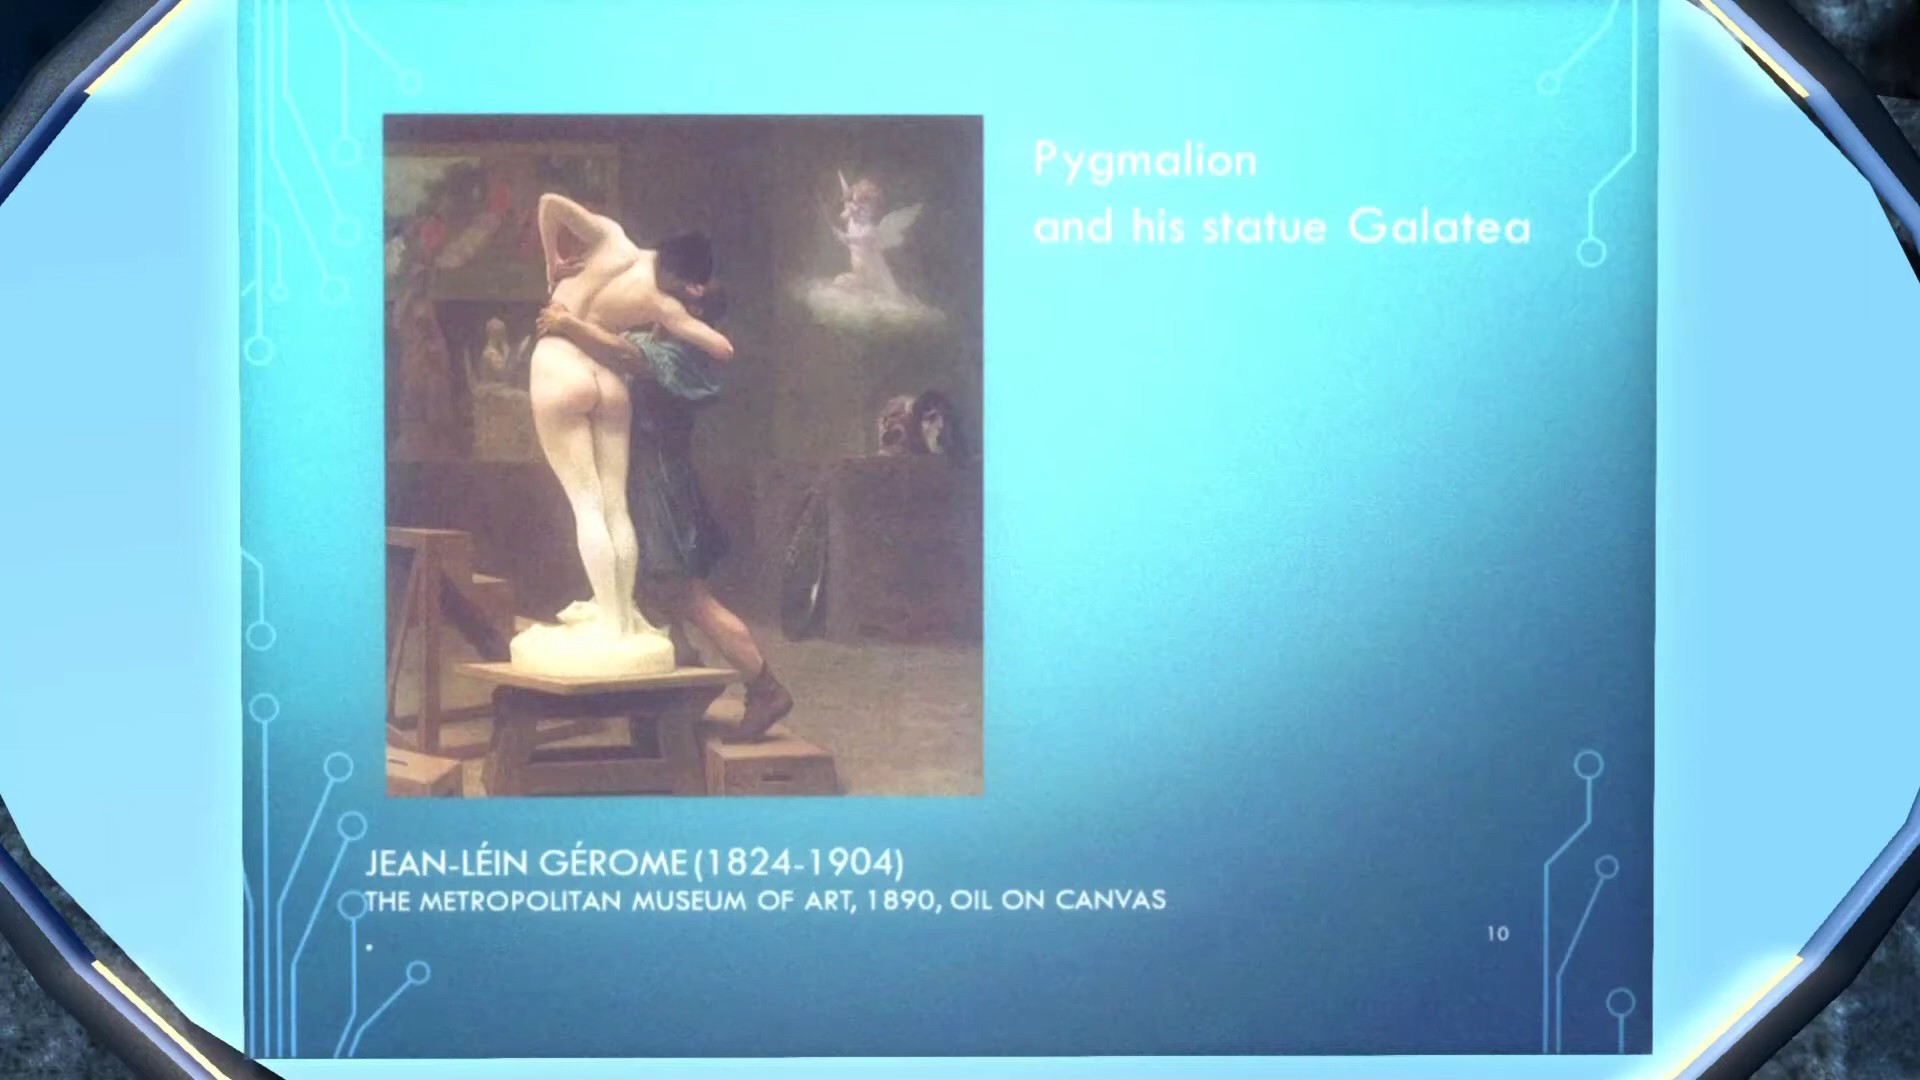 Pygmalion
and his statue Galatea
JEAN-LÉIN GÉROME (1824-1904)
THE METROPOLITAN MUSEUM OF ART, 1890, OIL ON CANVAS
.
10